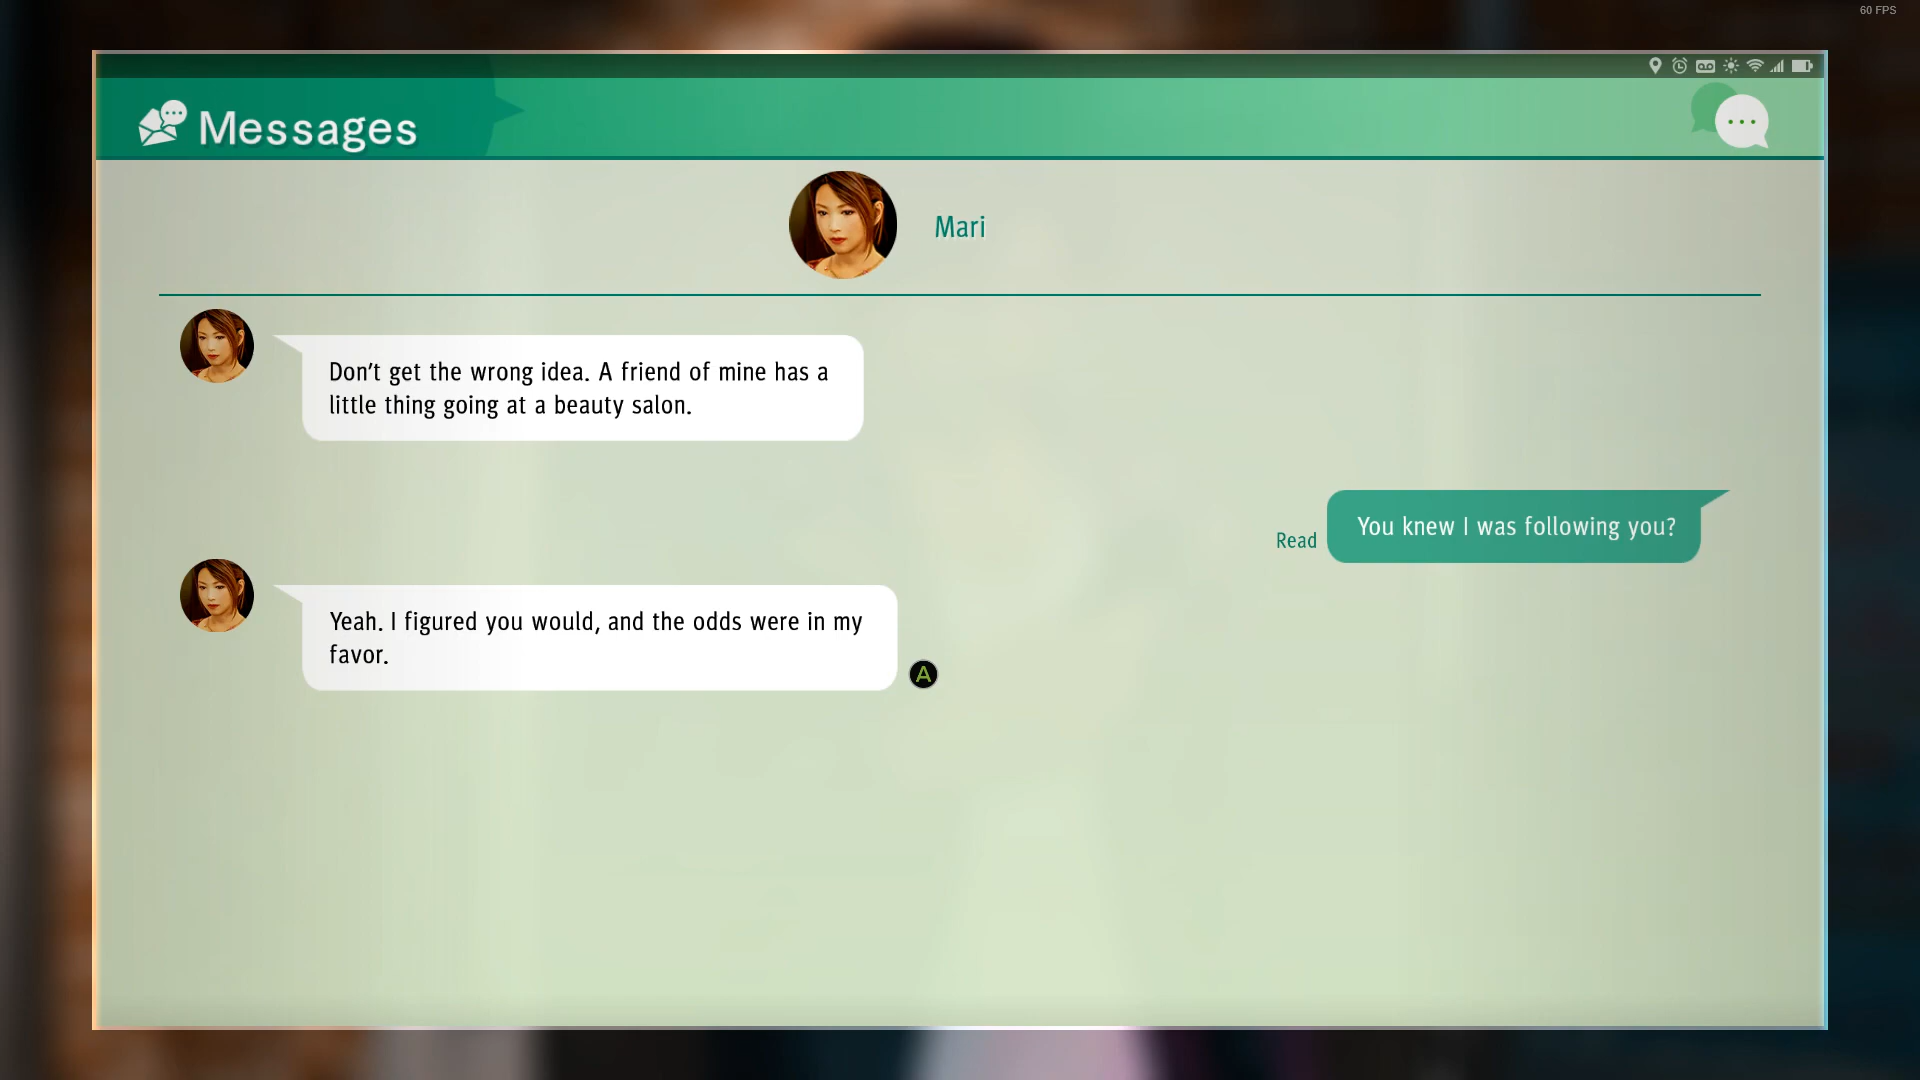 60 FPS
Messages
Mari
Don’t get the wrong idea. A friend of mine has a
little thing going at a beauty salon.
You knew I was following you?
Read
Yeah. I figured you would, and the odds were in my
favor.
A